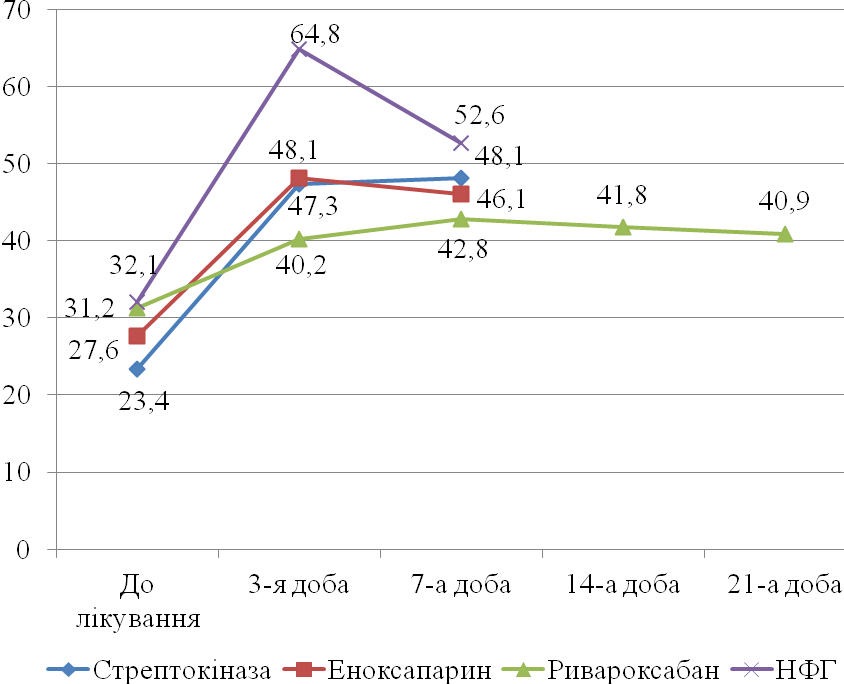 70
64,8
60
52,6
50
48,1
48,1
47,3
46,1
41,8
40,9
40
40,2
42,8
32,1
31,2
30
27,6
23,4
20
10
0
До лікування
3-я доба
7-а доба
14-а доба
21-а доба
Стрептокіназа
Еноксапарин
Ривароксабан
НФГ